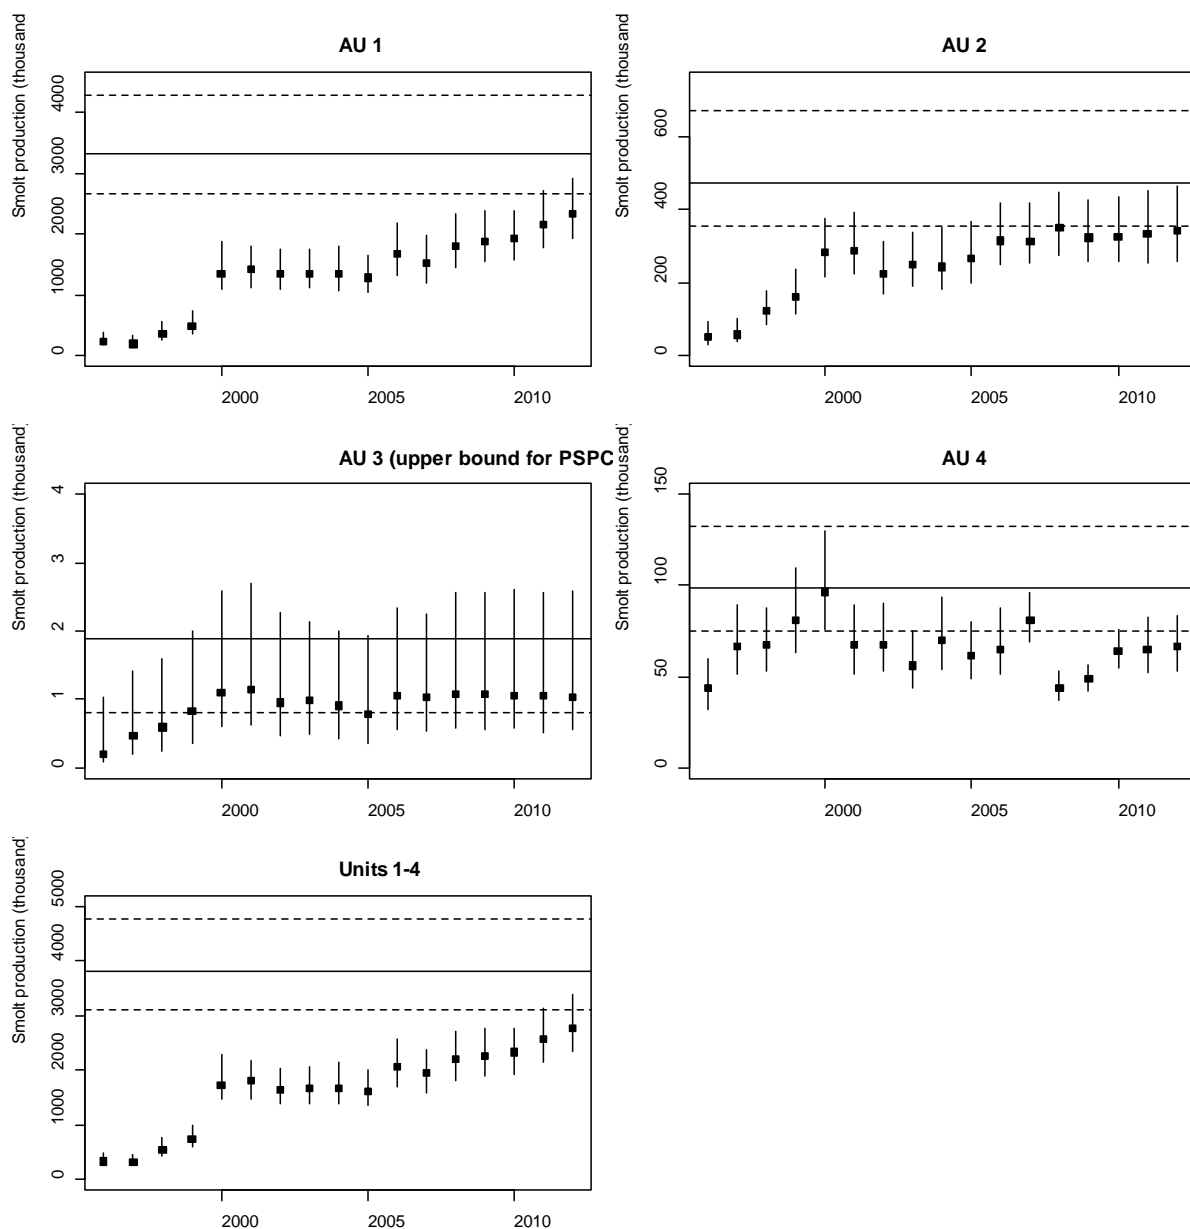 AU 1
Smolt production (thousand
4000
3000
2000
1000
0
2000 2005 2010
AU 2
Smolt production (thousand
600
400
200
0
2000 2005 2010
AU 3 (upper bound for PSPC
Smolt production (thousand)
4
3
2
1
0
2000 2005 2010
AU 4
Smolt production (thousand)
150
100
50
0
2000 2005 2010
Units 1-4
Smolt production (thousand)
5000
4000
3000
2000
1000
0
2000 2005 2010